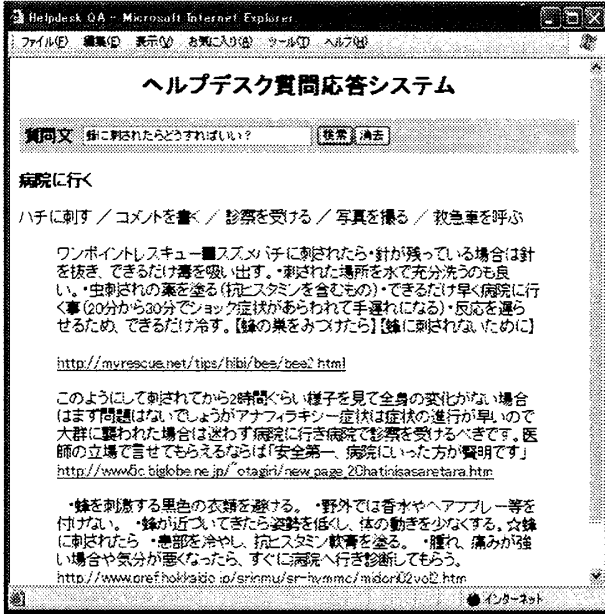 Helpdesk QA - Microsoft Internet Explorer
ファイル(F) 編集(E) 表示(V) お気に入り(A) ツール(T) ヘルプ(H)
ヘルプデスク質問応答システム
質問文 蜂に刺されたらどうすればいい? 検索 消去
病院に行く
ハチに刺す / コメントを書く / 診察を受ける / 写真を撮る / 救急車を呼ぶ
ワンポイントレスキュー■スズメバチに刺されたら・針が残っている場合は針
を抜き、できるだけ毒を吸い出す。・刺された場所を水で充分洗うのも良
い。・虫刺されの薬を塗る(抗ヒスタミンを含むもの)・できるだけ早く病院に行
く事(20分から30分でショック症状があらわれて手遅れになる)・反応を遅ら
せるため、できるだけ冷す。【蜂の巣をみつけたら】【蜂に刺されないために】
http://myrescue.net/tips/hibi/bee/bee2.html
このようにして刺されてから2時間ぐらい様子を見て全身の変化がない場合
はまず問題はないでしょうがアナフィラキシー症状は症状の進行が早いので
大群に襲われた場合は迷わず病院に行き病院で診察を受けるべきです。医
師の立場で言せてもらえるならば「安全第一、病院にいった方が賢明です」
http://www5c.biglobe.ne.jp/~otagiri/new_page_20hatinisasaretara.htm
・蜂を刺激する黒色の衣類を避ける。 ・野外では香水やヘアスプレー等を
付けない。 ・蜂が近づいてきたら姿勢を低くし、体の動きを少なくする。☆蜂
に刺されたら ・患部を冷やし、抗ヒスタミン軟膏を塗る。 ・腫れ、痛みが強
い場合や気分が悪くなったら、すぐに病院へ行き診断してもらう。
http://www.pref.hokkaido.jp/srinmu/sr-hymmc/midori02vol2.htm
インターネット